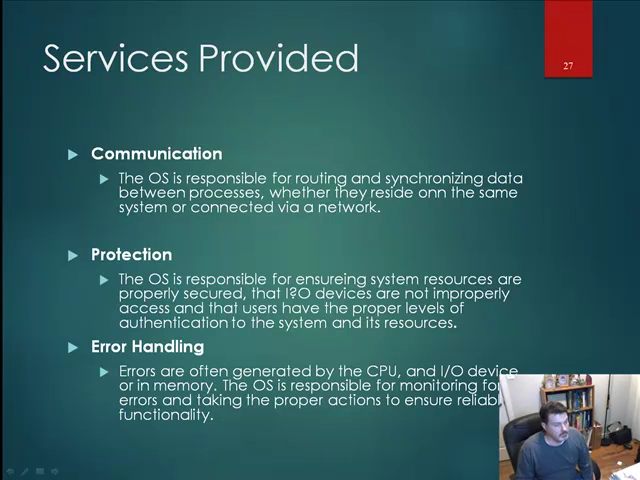 Services Provided
27
Communication
The OS is responsible for routing and synchronizing data
between processes, whether they reside onn the same
system or connected via a network.
Protection
The OS is responsible for ensureing system resources are
properly secured, that I?O devices are not improperly
access and that users have the proper levels of
authentication to the system and its resources.
Error Handling
Errors are often generated by the CPU, and I/O device
or in memory. The OS is responsible for monitoring for
errors and taking the proper actions to ensure
functionality.